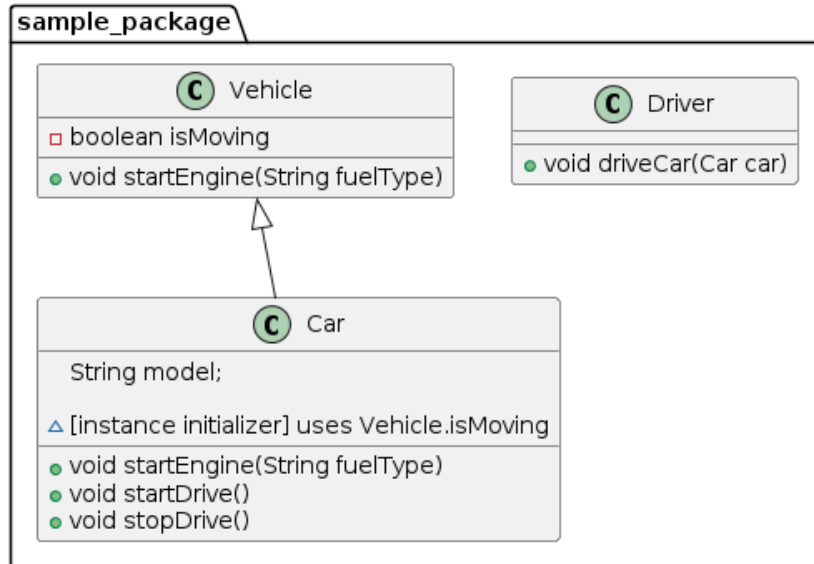 sample_package
C Vehicle
boolean isMoving
void startEngine(String fuelType)
C Driver
void driveCar(Car car)
C Car
String model;
[instance initializer] uses Vehicle.isMoving
void startEngine(String fuelType)
void startDrive()
void stopDrive()